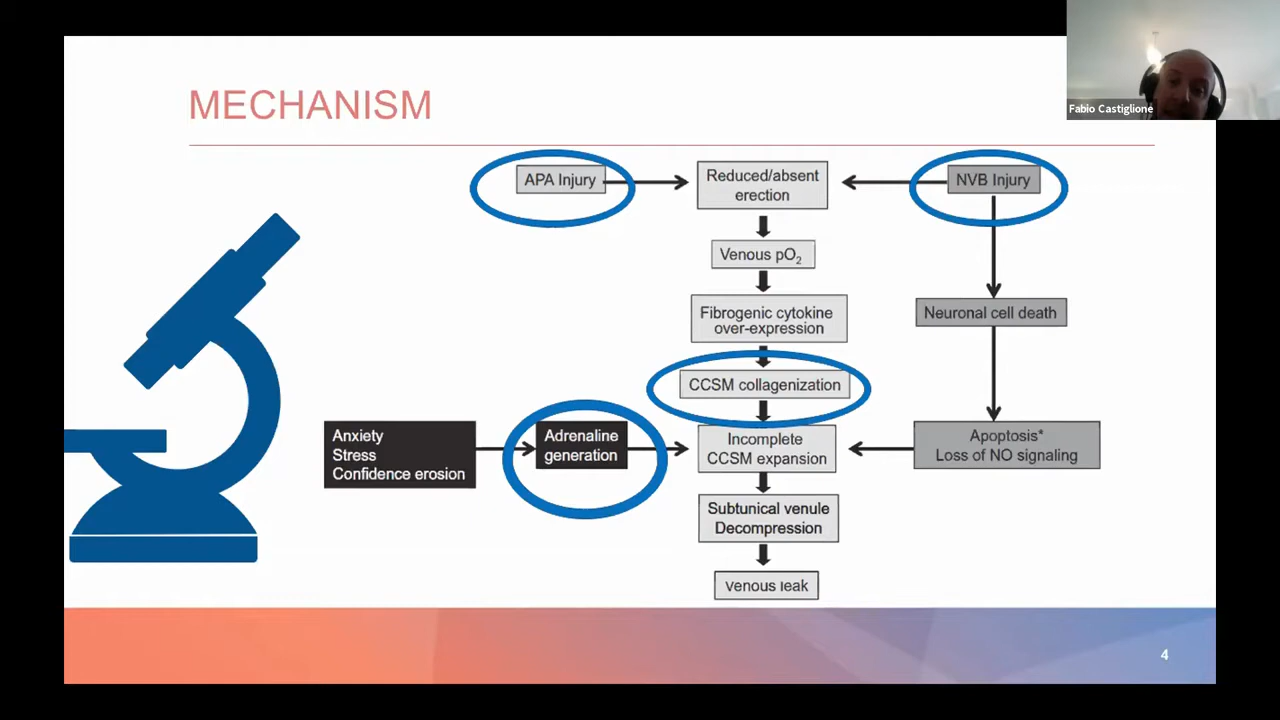 Fabio Castiglione
MECHANISM
APA Injury
Reduced/absent
erection
NVB Injury
Venous pO₂
Fibrogenic cytokine
over-expression
Neuronal cell death
CCSM collagenization
Anxiety
Stress
Confidence erosion
Adrenaline
generation
Incomplete
CCSM expansion
Apoptosis*
Loss of NO signaling
Subtunical venule
Decompression
Venous leak
4